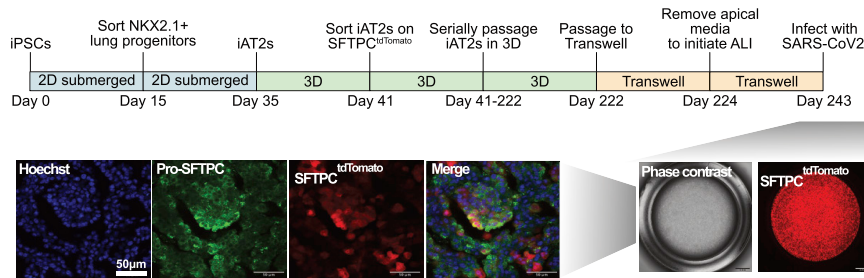 iPSCs
Sort NKX2.1+
lung progenitors
iAT2s
Sort iAT2s on
SFTPCtdTomato
Serially passage
iAT2s in 3D
Passage to
Transwell
Remove apical
media
to initiate ALI
Infect with
SARS-CoV2
2D submerged
2D submerged
3D
3D
3D
Transwell
Transwell
Day 0
Day 15
Day 35
Day 41
Day 41-222
Day 222
Day 224
Day 243
Hoechst
Pro-SFTPC
SFTPCtdTomato
Merge
Phase contrast
SFTPCtdTomato
50µm